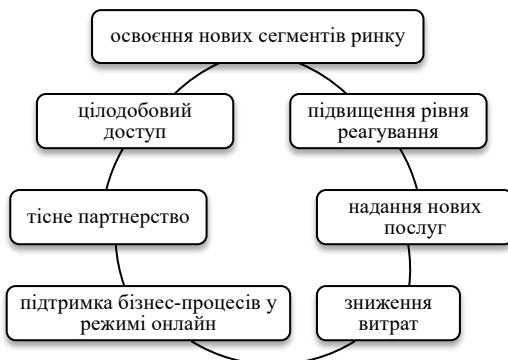 освоєння нових сегментів ринку
цілодобовий
доступ
підвищення рівня
реагування
тісне партнерство
надання нових
послуг
підтримка бізнес-процесів у
режимі онлайн
зниження
витрат